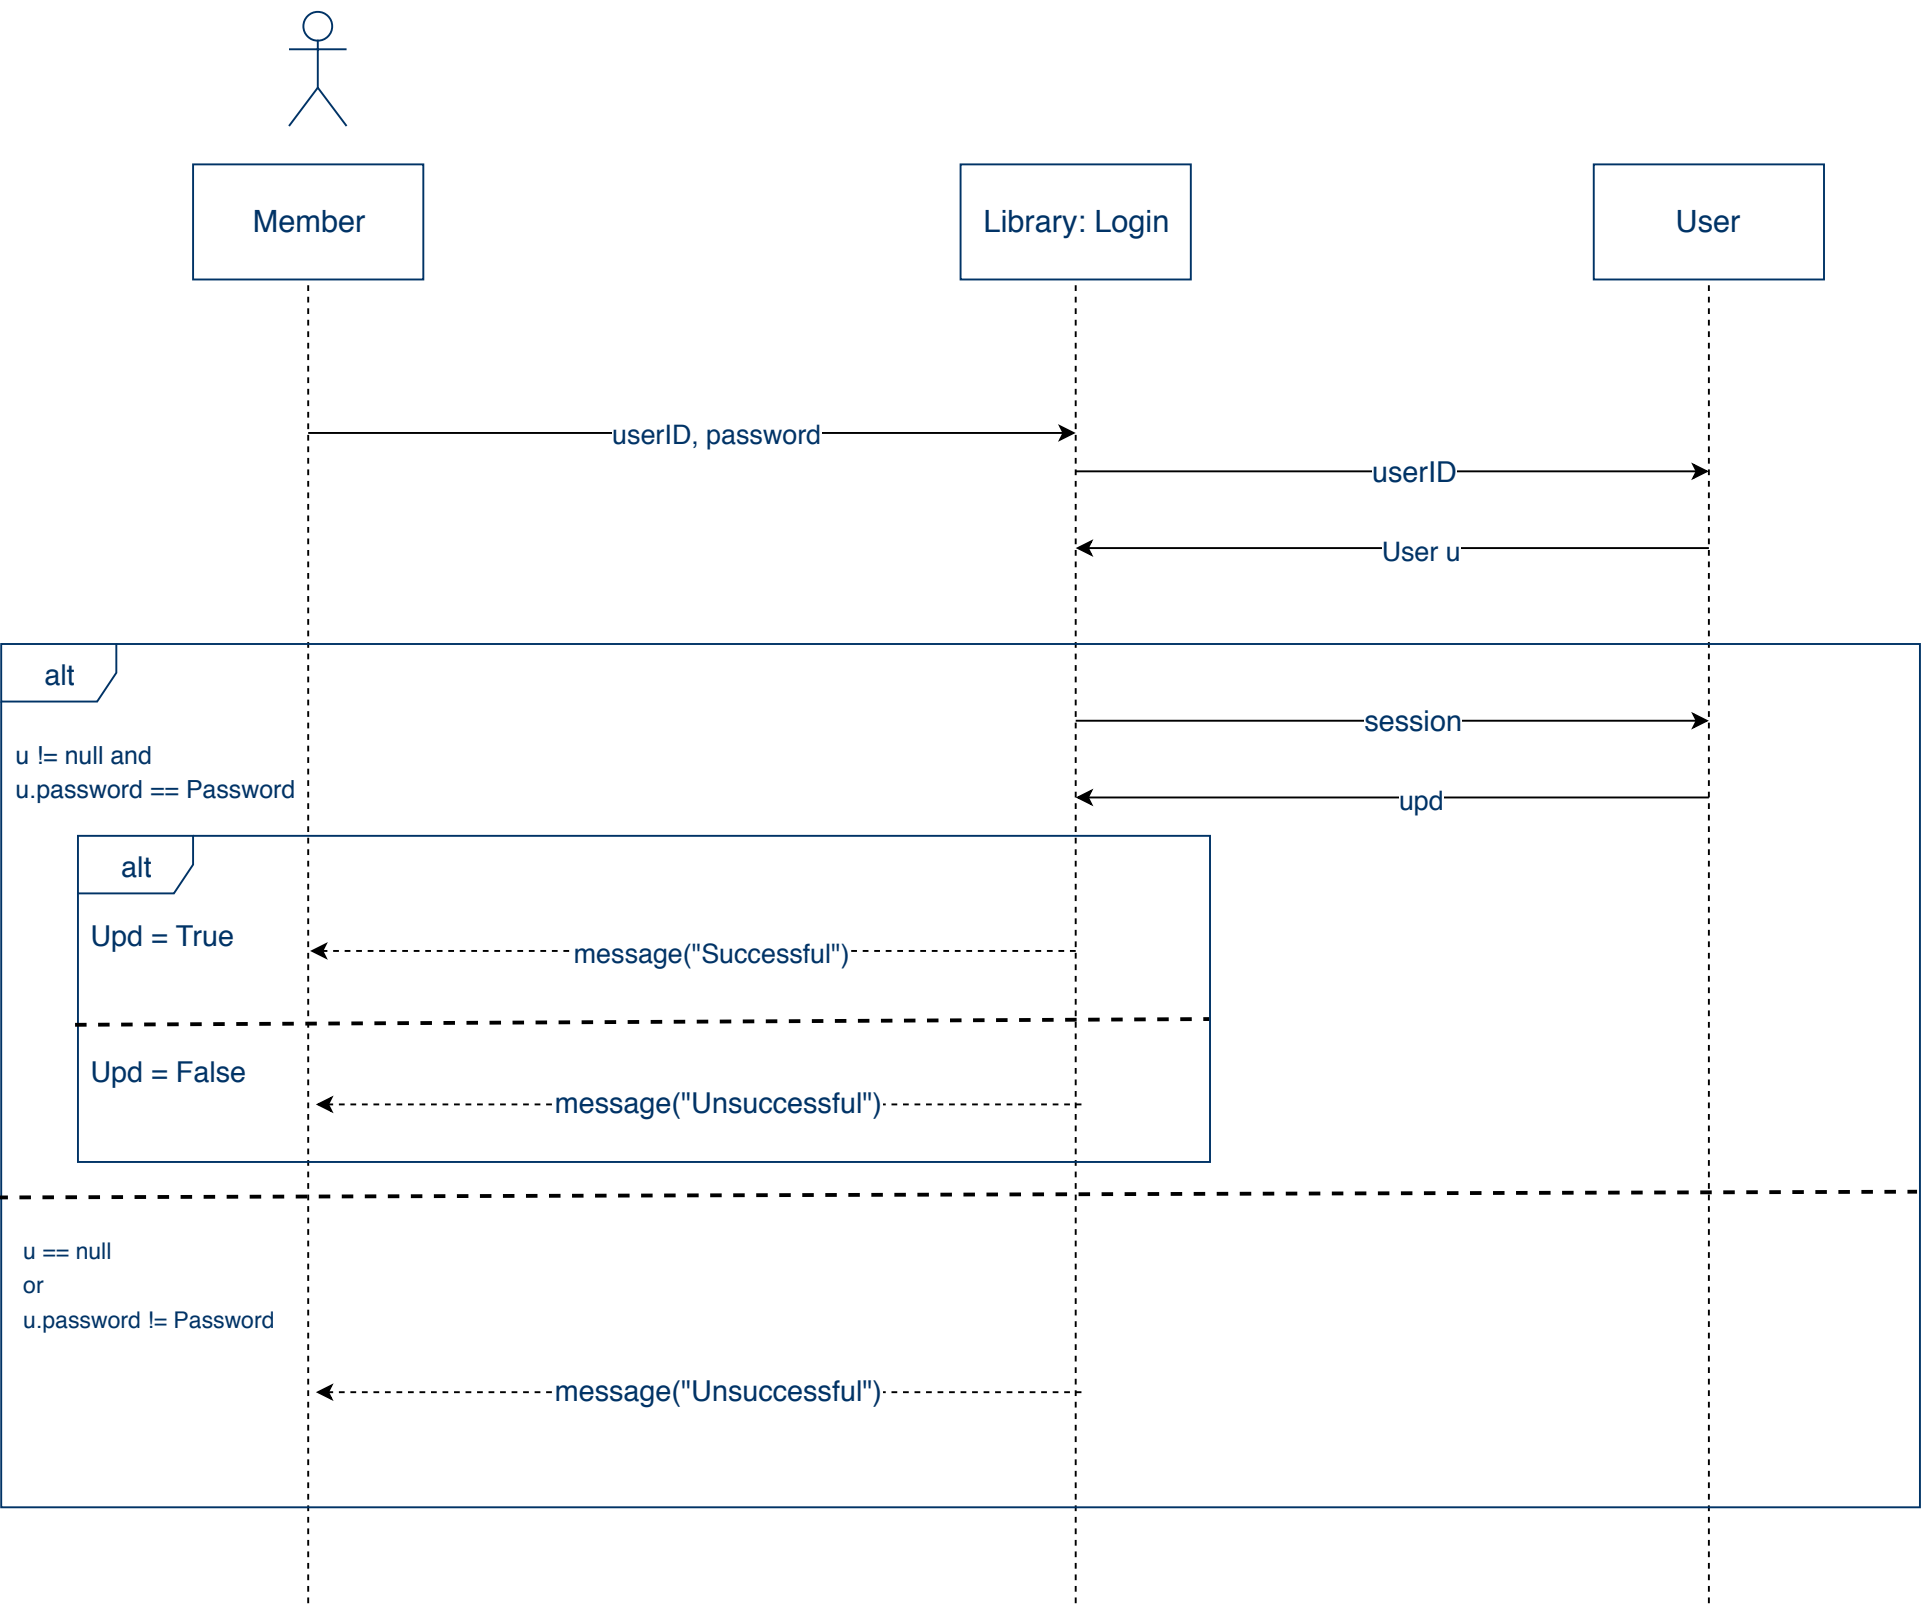 Member
Library: Login
User
userID, password
userID
User u
alt
session
u != null and
u.password == Password
upd
alt
Upd = True
message("Successful")
Upd = False
message("Unsuccessful")
u == null
or
u.password != Password
message("Unsuccessful")